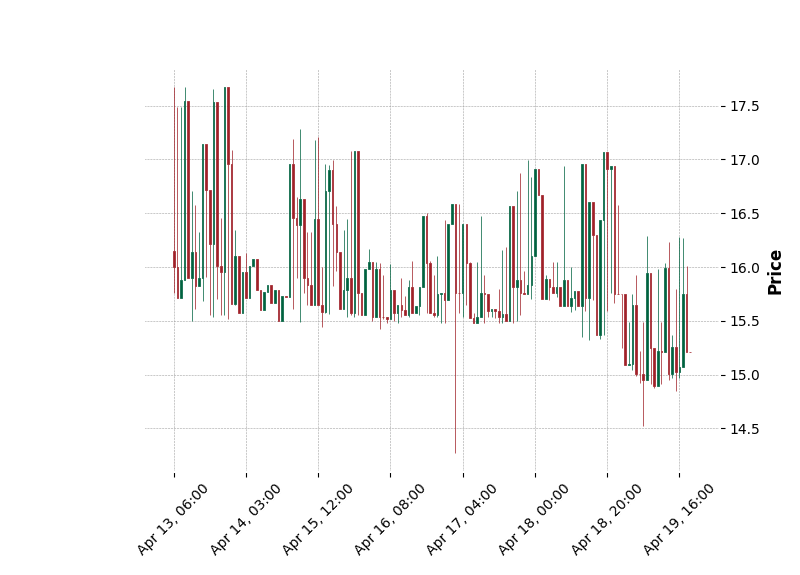 17.5
17.0
16.5
16.0
15.5
15.0
14.5
Price
Apr 13, 06:00
Apr 14, 03:00
Apr 15, 12:00
Apr 16, 08:00
Apr 17, 04:00
Apr 18, 00:00
Apr 18, 20:00
Apr 19, 16:00